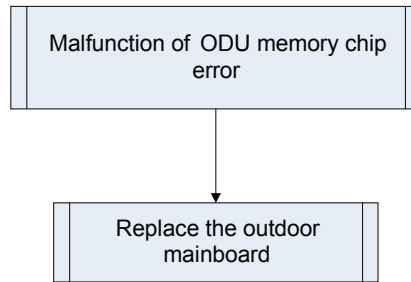 Malfunction of ODU memory chip
error
Replace the outdoor
mainboard